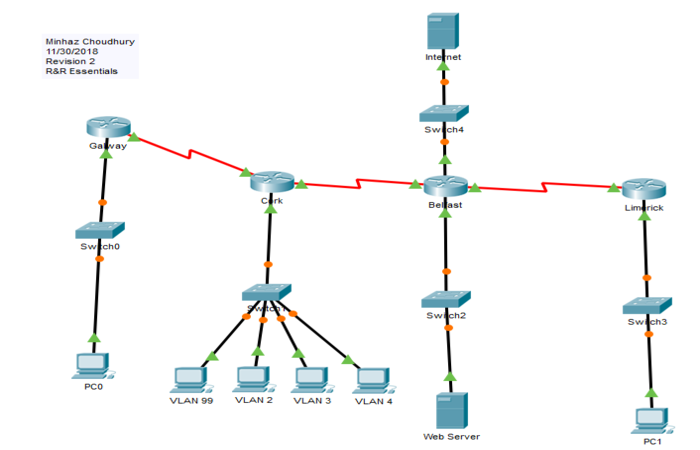 Minhaz Choudhury
11/30/2018
Revision 2
R&R Essentials
Internet
Switch4
Galway
Cork
Belfast
Limerick
Switch0
Switch1
Switch2
Switch3
PC0
VLAN 99
VLAN 2
VLAN 3
VLAN 4
Web Server
PC1